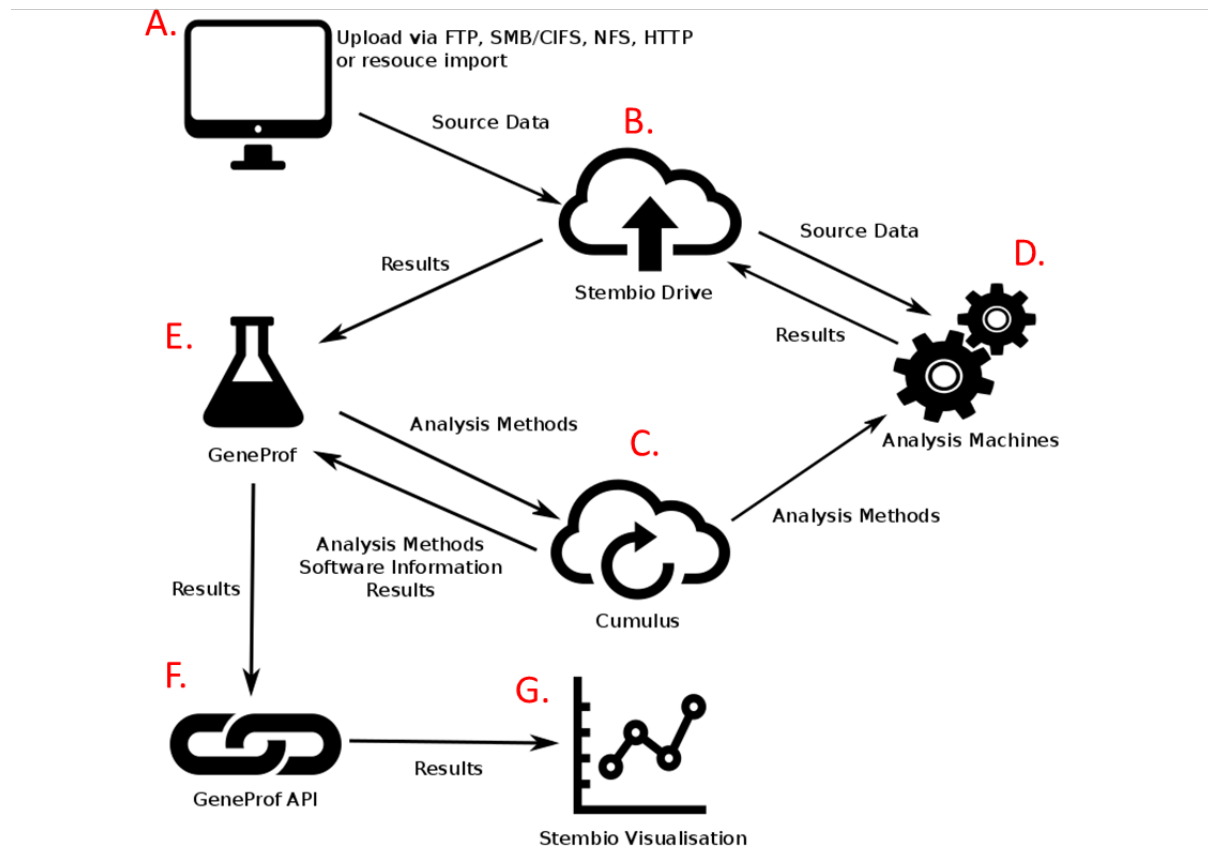 A.
Upload via FTP, SMB/CIFS, NFS, HTTP
or resouce import
Source Data
B.
Stembio Drive
Source Data
D.
Results
Results
Analysis Machines
E.
GeneProf
Analysis Methods
C.
Cumulus
Analysis Methods
Analysis Methods
Software Information
Results
Results
F.
GeneProf API
Results
G.
Stembio Visualisation